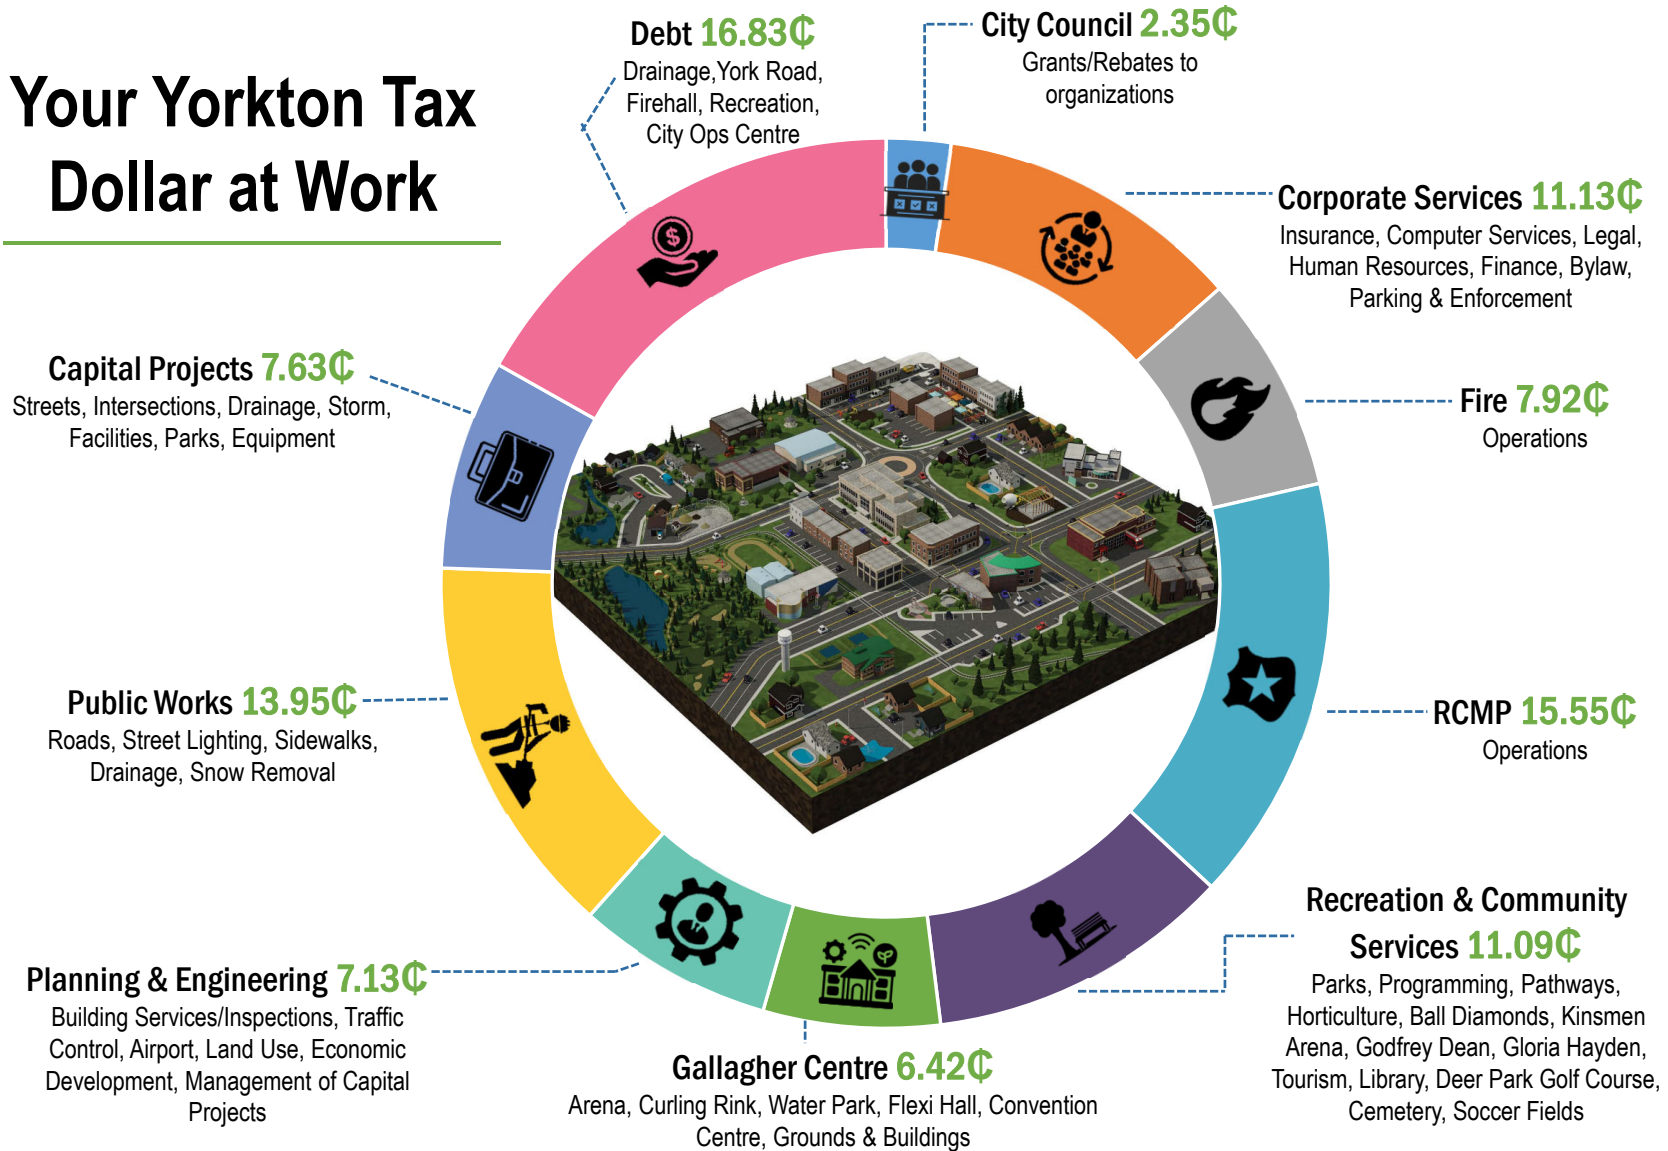 Your Yorkton Tax
Dollar at Work
Debt 16.83₵
Drainage,York Road,
Firehall, Recreation,
City Ops Centre
City Council 2.35₵
Grants/Rebates to
organizations
Corporate Services 11.13₵
Insurance, Computer Services, Legal,
Human Resources, Finance, Bylaw,
Parking & Enforcement
Fire 7.92₵
Operations
RCMP 15.55₵
Operations
Recreation & Community
Services 11.09₵
Parks, Programming, Pathways,
Horticulture, Ball Diamonds, Kinsmen
Arena, Godfrey Dean, Gloria Hayden,
Tourism, Library, Deer Park Golf Course,
Cemetery, Soccer Fields
Gallagher Centre 6.42₵
Arena, Curling Rink, Water Park, Flexi Hall, Convention
Centre, Grounds & Buildings
Planning & Engineering 7.13₵
Building Services/Inspections, Traffic
Control, Airport, Land Use, Economic
Development, Management of Capital
Projects
Public Works 13.95₵
Roads, Street Lighting, Sidewalks,
Drainage, Snow Removal
Capital Projects 7.63₵
Streets, Intersections, Drainage, Storm,
Facilities, Parks, Equipment